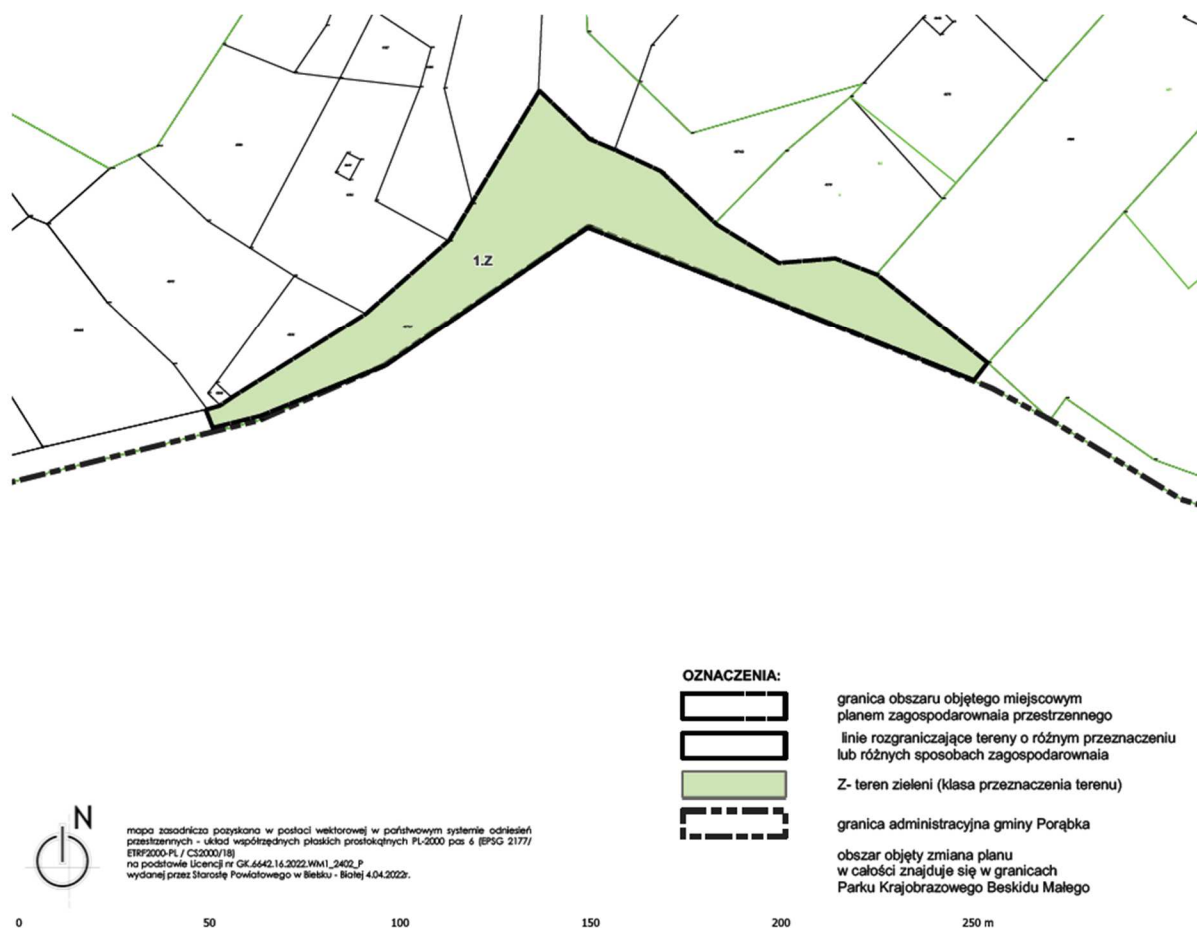 1.Z
OZNACZENIA:
granica obszaru objętego miejscowym
planem zagospodarownaia przestrzennego
linie rozgraniczające tereny o różnym przeznaczeniu
lub różnych sposobach zagospodarownaia
Z- teren zieleni (klasa przeznaczenia terenu)
granica administracyjna gminy Porąbka
obszar objęty zmiana planu
w całości znajduje się w granicach
Parku Krajobrazowego Beskidu Małego
N
mapa zasadnicza pozyskana w postaci wektorowej w państwowym systemie odniesień
przestrzennych - układ współrzędnych płaskich prostokątnych PL-2000 pas 6 (EPSG 2177/
ETRF2000-PL / CS2000/18)
na podstawie Licencji nr GK.6642.16.2022.WM1_2402_P
wydanej przez Starostę Powiatowego w Bielsku - Białej 4.04.2022r.
0 50 100 150 200 250 m